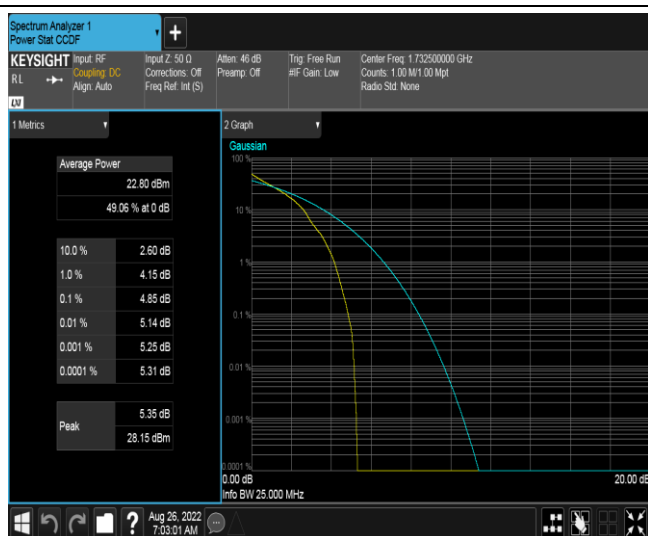 Spectrum Analyzer 1
Power Stat CCDF
+
KEYSIGHT
RL
LXI
Input: RF
Coupling: DC
Align: Auto
Input Z: 50 Ω
Corrections: Off
Freq Ref: Int (S)
Atten: 46 dB
Preamp: Off
Trig: Free Run
#IF Gain: Low
Center Freq: 1.732500000 GHz
Counts: 1.00 M/1.00 Mpt
Radio Std: None
1 Metrics
Average Power
22.80 dBm
49.06 % at 0 dB
10.0 % 2.60 dB
1.0 % 4.15 dB
0.1 % 4.85 dB
0.01 % 5.14 dB
0.001 % 5.25 dB
0.0001 % 5.31 dB
Peak
5.35 dB
28.15 dBm
2 Graph
Gaussian
100 %
10 %
1 %
0.1 %
0.01 %
0.001 %
0.0001 %
0.00 dB
20.00 dB
Info BW 25.000 MHz
?
Aug 26, 2022
7:03:01 AM